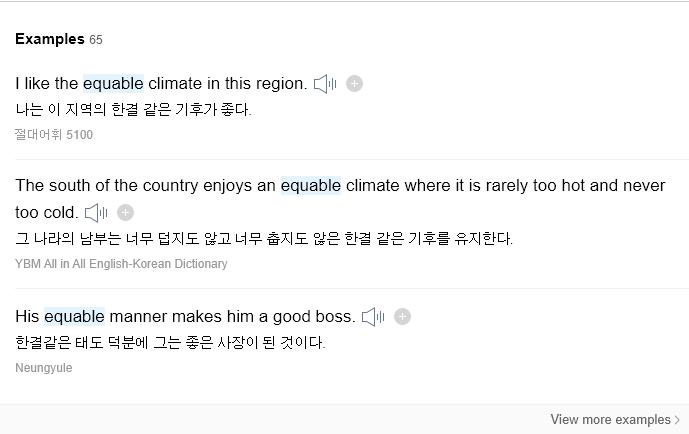 Examples 65
I like the equable climate in this region.
나는 이 지역의 한결 같은 기후가 좋다.
절대어휘 5100
The south of the country enjoys an equable climate where it is rarely too hot and never
too cold.
그 나라의 남부는 너무 덥지도 않고 너무 춥지도 않은 한결 같은 기후를 유지한다.
YBM All in All English-Korean Dictionary
His equable manner makes him a good boss.
한결같은 태도 덕분에 그는 좋은 사장이 된 것이다.
Neungyule
View more examples >